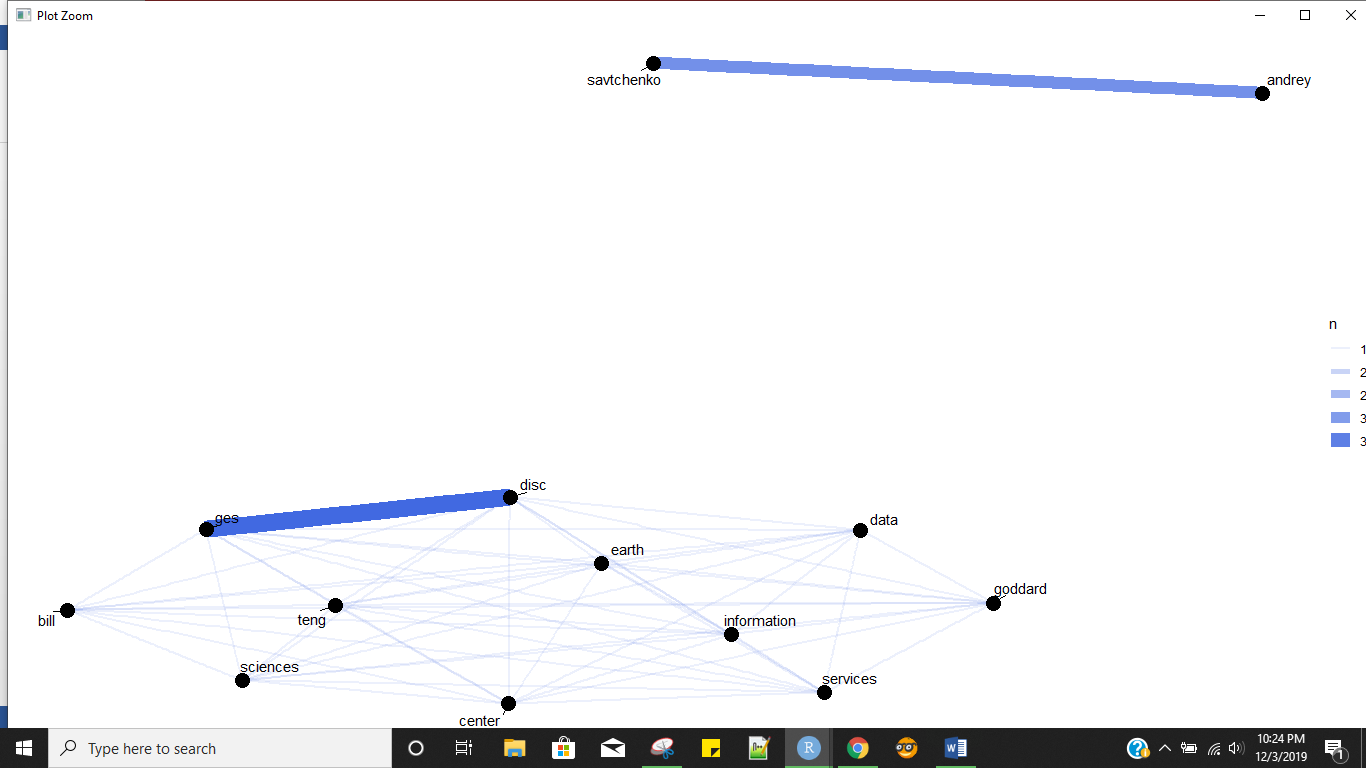 Plot Zoom
savtchenko
andrey
n
1
2
2
3
3
disc
ges
data
earth
goddard
bill
teng
information
sciences
services
center
Type here to search
10:24 PM
12/3/2019
1